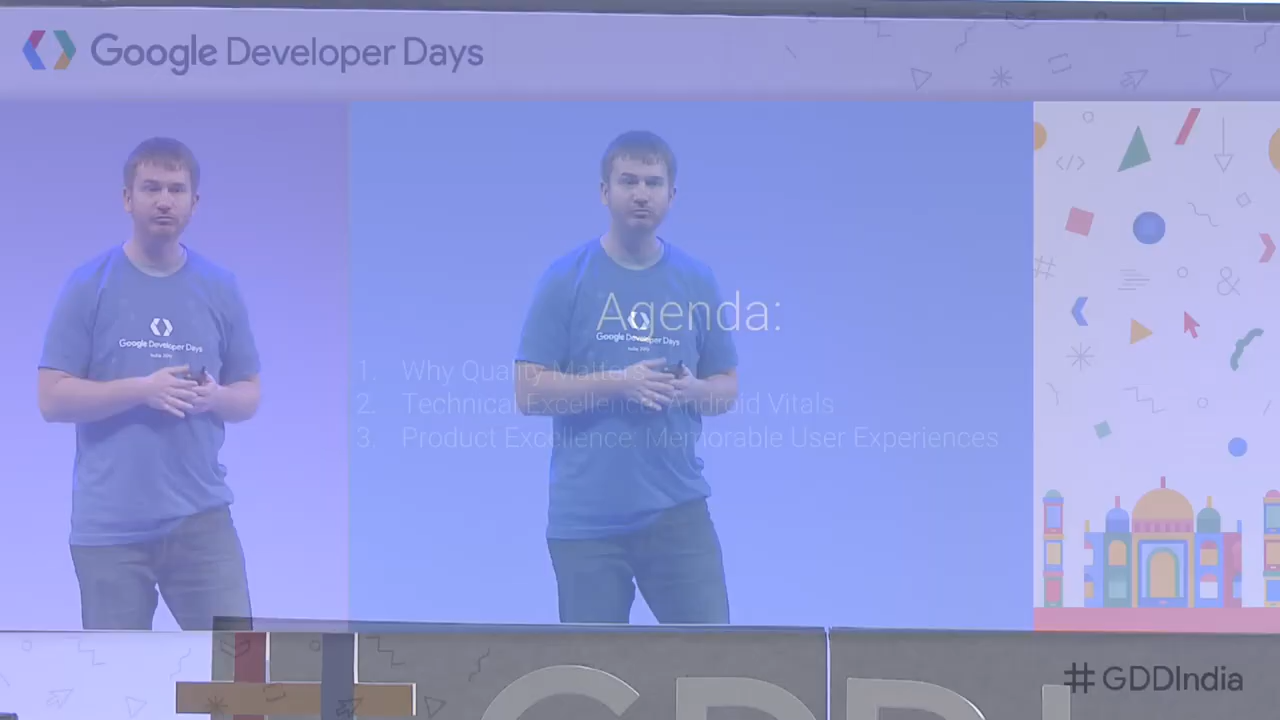 Google Developer Days
Google Developer Days
Google Developer Days
Agenda:
1. Why Quality Matters
2. Technical Excellence: Android Vitals
3. Product Excellence: Memorable User Experiences
#GDDIndia